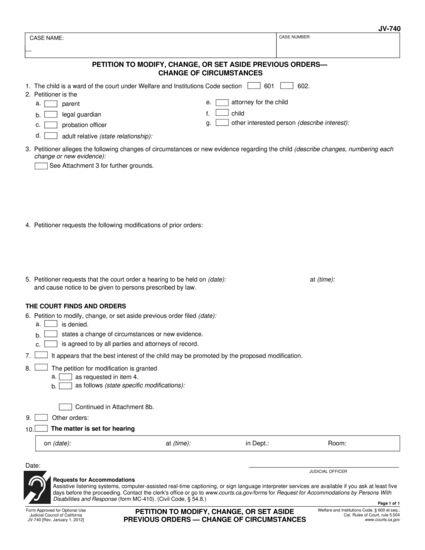 JV-740
CASE NAME:
CASE NUMBER:
PETITION TO MODIFY, CHANGE, OR SET ASIDE PREVIOUS ORDERS—
CHANGE OF CIRCUMSTANCES
1. The child is a ward of the court under Welfare and Institutions Code section 601 602.
2. Petitioner is the
a. parent
e. attorney for the child
b. legal guardian
f. child
c. probation officer
g. other interested person (describe interest):
d. adult relative (state relationship):
3. Petitioner alleges the following changes of circumstances or new evidence regarding the child (describe changes, numbering each
change or new evidence):
See Attachment 3 for further grounds.
4. Petitioner requests the following modifications of prior orders:
5. Petitioner requests that the court order a hearing to be held on (date): at (time):
and cause notice to be given to persons prescribed by law.
THE COURT FINDS AND ORDERS
6. Petition to modify, change, or set aside previous order filed (date):
a. is denied.
b. states a change of circumstances or new evidence.
c. is agreed to by all parties and attorneys of record.
7. It appears that the best interest of the child may be promoted by the proposed modification.
8. The petition for modification is granted
a. as requested in item 4.
b. as follows (state specific modifications):
Continued in Attachment 8b.
9. Other orders:
10. The matter is set for hearing
on (date): at (time): in Dept.: Room:
Date:
JUDICIAL OFFICER
Requests for Accommodations
Assistive listening systems, computer-assisted real-time captioning, or sign language interpreter services are available if you ask at least five
days before the proceeding. Contact the clerk's office or go to www.courts.ca.gov/forms for Request for Accommodations by Persons With
Disabilities and Response (form MC-410). (Civil Code, § 54.8.)
Page 1 of 1
Form Approved for Optional Use
Judicial Council of California
JV-740 [Rev. January 1, 2012]
PETITION TO MODIFY, CHANGE, OR SET ASIDE
PREVIOUS ORDERS — CHANGE OF CIRCUMSTANCES
Welfare and Institutions Code, § 600 et seq.;
Cal. Rules of Court, rule 5.504
www.courts.ca.gov